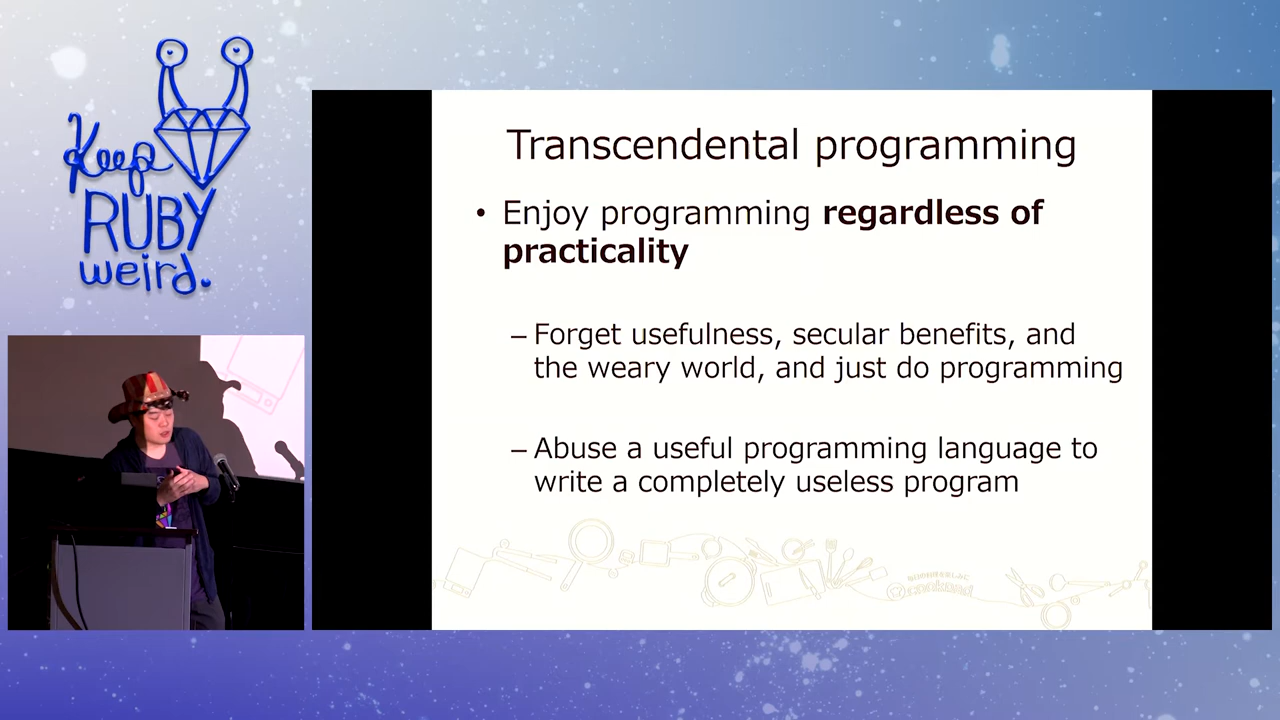 Keep
RUBY
weird.
Transcendental programming
• Enjoy programming regardless of
practicality
– Forget usefulness, secular benefits, and
the weary world, and just do programming
– Abuse a useful programming language to
write a completely useless program
cookpad